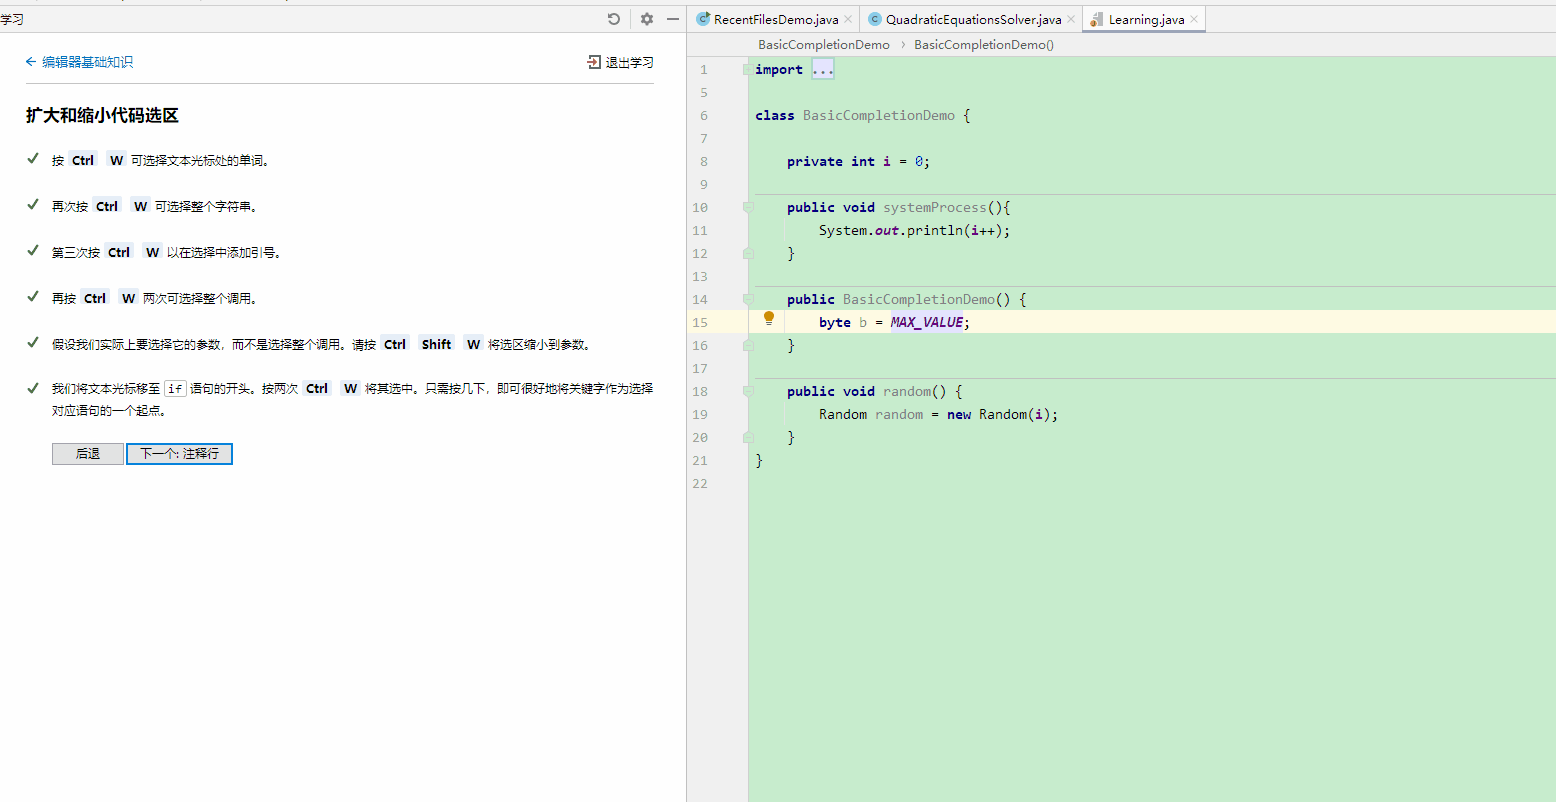 学习
编辑器基础知识
退出学习
扩大和缩小代码选区
按 Ctrl W 可选择文本光标处的单词。
再次按 Ctrl W 可选择整个字符串。
第三次按 Ctrl W 以在选择中添加引号。
再按 Ctrl W 两次可选择整个调用。
假设我们实际上要选择它的参数，而不是选择整个调用。请按 Ctrl Shift W 将选区缩小到参数。
我们将文本光标移至 if 语句的开头。按两次 Ctrl W 将其选中。只需按几下，即可很好地将关键字作为选择
对应语句的一个起点。
后退 下一个: 注释行
RecentFilesDemo.java QuadraticEquationsSolver.java Learning.java
BasicCompletionDemo › BasicCompletionDemo()
1 import ...
5
6 class BasicCompletionDemo {
7
8 private int i = 0;
9
10 public void systemProcess(){
11 System.out.println(i++);
12 }
13
14 public BasicCompletionDemo() {
15 byte b = MAX_VALUE;
16 }
17
18 public void random() {
19 Random random = new Random(i);
20 }
21 }
22